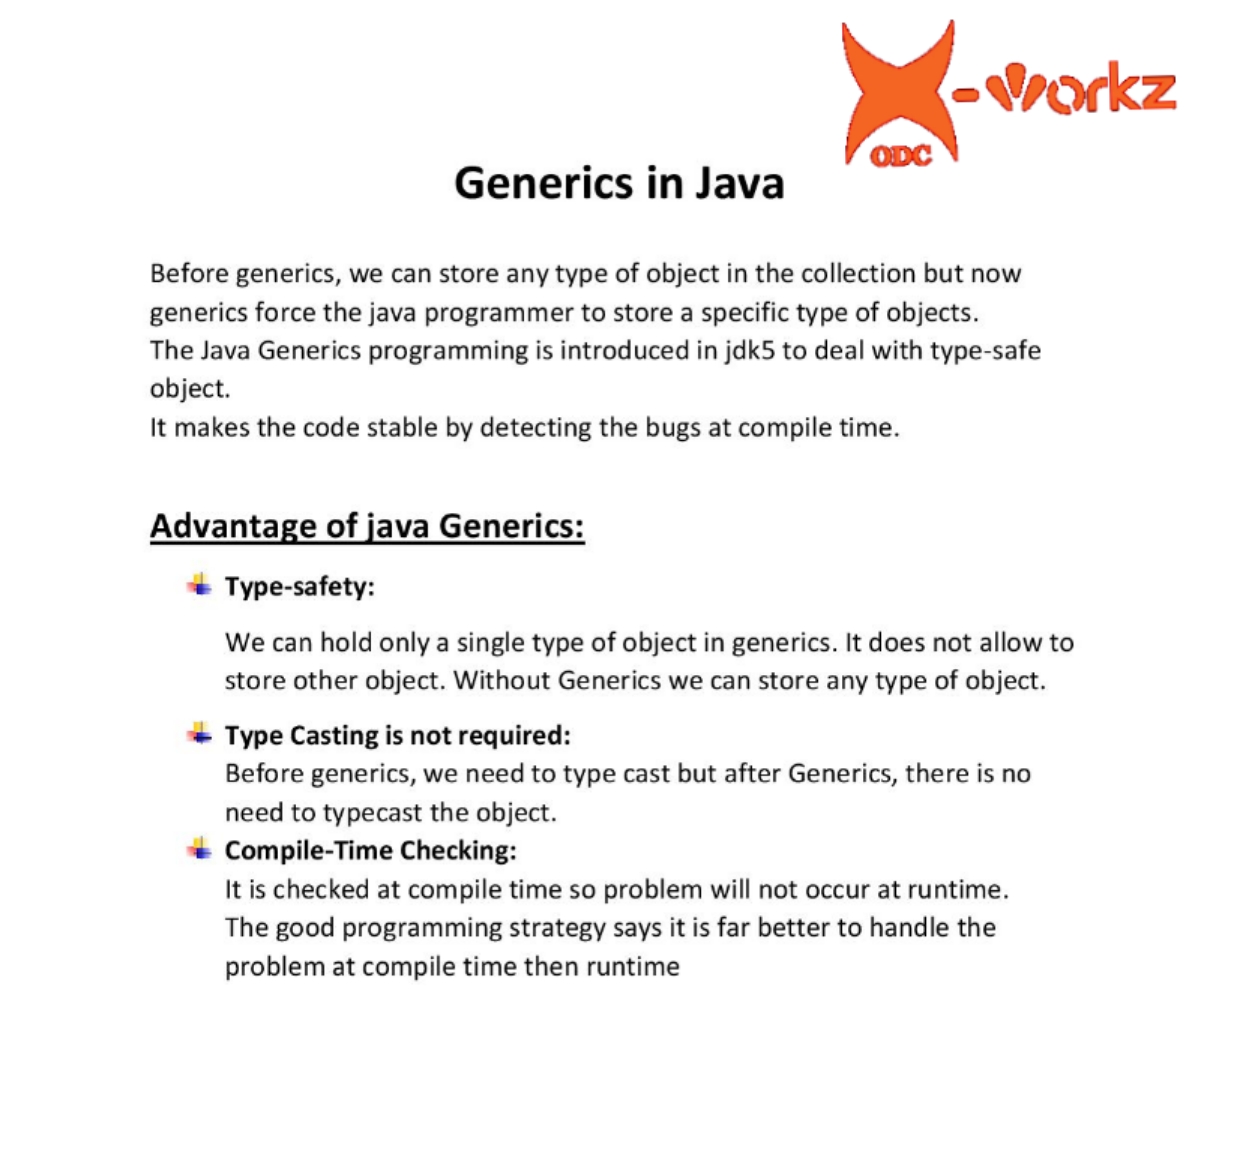 X-workz
ODC
Generics in Java
Before generics, we can store any type of object in the collection but now
generics force the java programmer to store a specific type of objects.
The Java Generics programming is introduced in jdk5 to deal with type-safe
object.
It makes the code stable by detecting the bugs at compile time.
Advantage of java Generics:
Type-safety:
We can hold only a single type of object in generics. It does not allow to
store other object. Without Generics we can store any type of object.
Type Casting is not required:
Before generics, we need to type cast but after Generics, there is no
need to typecast the object.
Compile-Time Checking:
It is checked at compile time so problem will not occur at runtime.
The good programming strategy says it is far better to handle the
problem at compile time then runtime